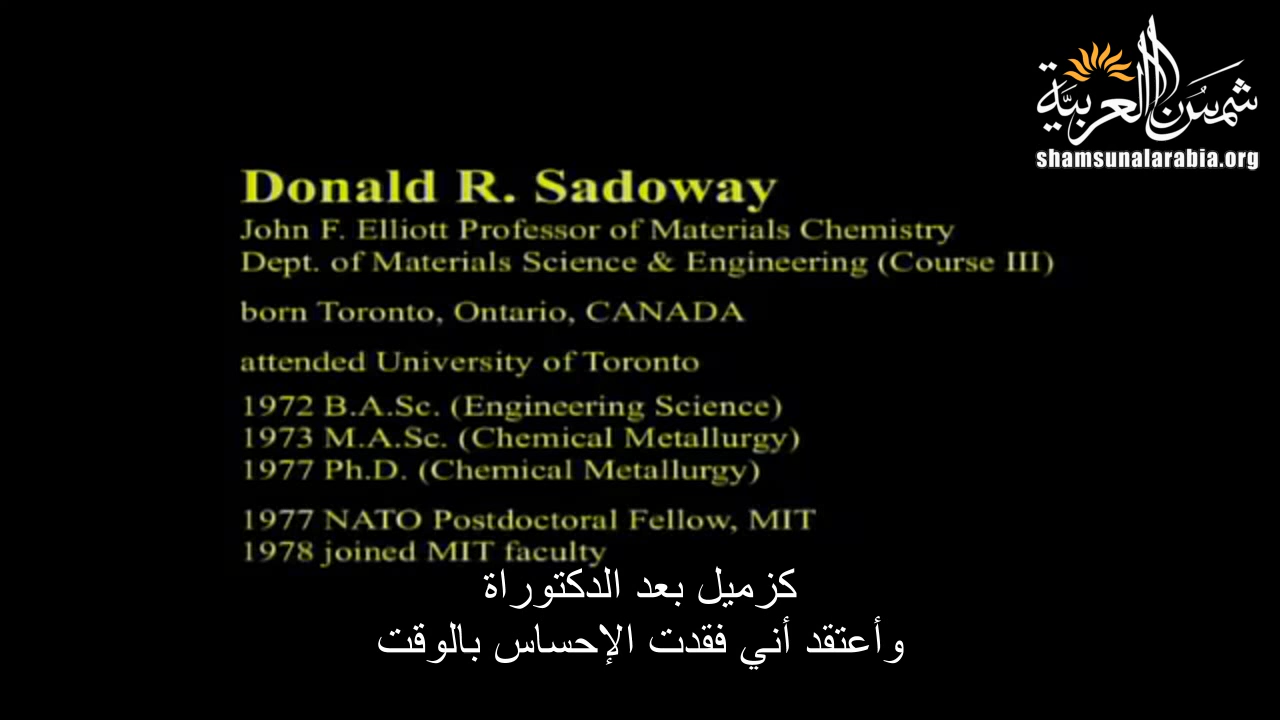 شمسُ العربيّة
shamsunalarabia.org
Donald R. Sadoway
John F. Elliott Professor of Materials Chemistry
Dept. of Materials Science & Engineering (Course III)
born Toronto, Ontario, CANADA
attended University of Toronto
1972 B.A.Sc. (Engineering Science)
1973 M.A.Sc. (Chemical Metallurgy)
1977 Ph.D. (Chemical Metallurgy)
1977 NATO Postdoctoral Fellow, MIT
1978 joined MIT faculty
كزميل بعد الدكتوراة
وأعتقد أني فقدت الإحساس بالوقت